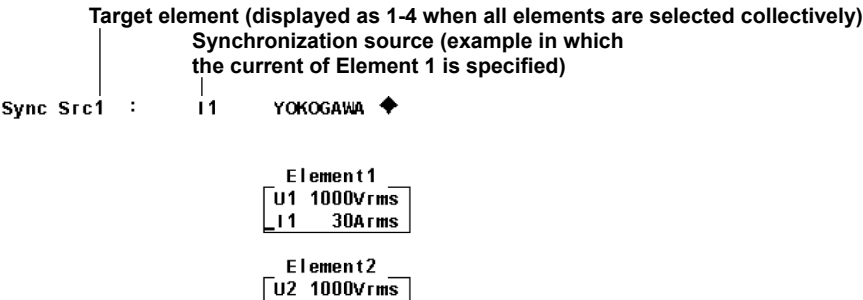 Target element (displayed as 1-4 when all elements are selected collectively)
Synchronization source (example in which
the current of Element 1 is specified)
Sync Src1 : I1 YOKOGAWA ◆
Element1
U1 1000Vrms
I1 30Arms
Element2
U2 1000Vrms